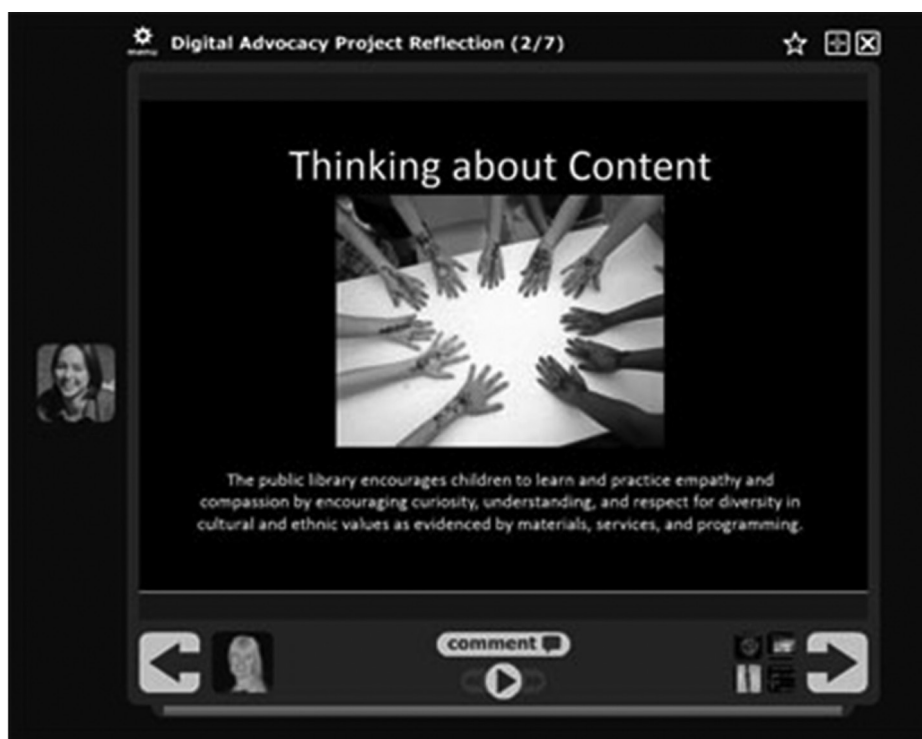 menu
Digital Advocacy Project Reflection (2/7)
Thinking about Content
The public library encourages children to learn and practice empathy and
compassion by encouraging curiosity, understanding, and respect for diversity in
cultural and ethnic values as evidenced by materials, services, and programming.
comment